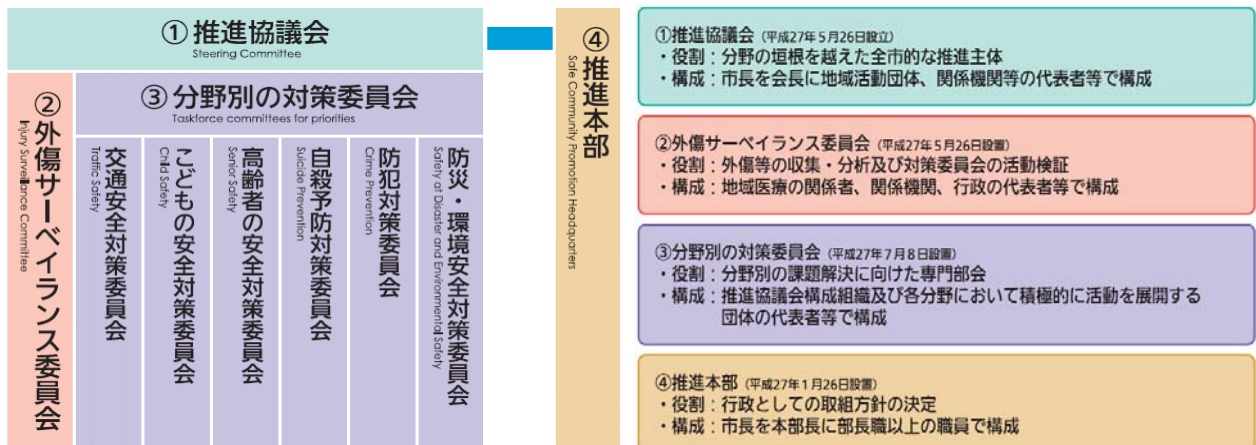 ①推進協議会
Steering Committee
②外傷サーベイランス委員会
Injury Surveillance Committee
③分野別の対策委員会
Taskforce committees for priorities
交通安全対策委員会
Traffic Safety
こどもの安全対策委員会
Child Safety
高齢者の安全対策委員会
Senior Safety
自殺予防対策委員会
Suicide Prevention
防犯対策委員会
Crime Prevention
防災・環境安全対策委員会
Safety at Disaster and Environmental Safety
④推進本部
Safe Community Promotion Headquarters
①推進協議会（平成27年5月26日設立）
・役割：分野の垣根を越えた全市的な推進主体
・構成：市長を会長に地域活動団体、関係機関等の代表者等で構成
②外傷サーベイランス委員会（平成27年5月26日設置）
・役割：外傷等の収集・分析及び対策委員会の活動検証
・構成：地域医療の関係者、関係機関、行政の代表者等で構成
③分野別の対策委員会（平成27年7月8日設置）
・役割：分野別の課題解決に向けた専門部会
・構成：推進協議会構成組織及び各分野において積極的に活動を展開する
団体の代表者等で構成
④推進本部（平成27年1月26日設置）
・役割：行政としての取組方針の決定
・構成：市長を本部長に部長職以上の職員で構成